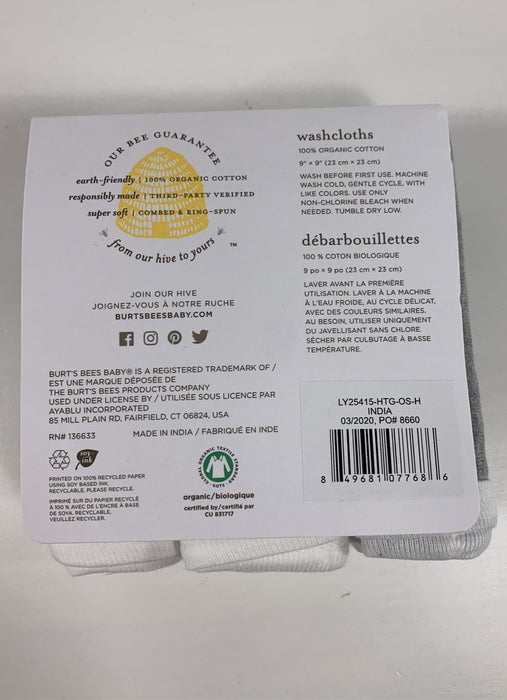 OUR BEE GUARANTEE
earth-friendly | 100% ORGANIC COTTON
responsibly made | THIRD-PARTY VERIFIED
super soft | COMBED & RING-SPUN
from our hive to yours ™
JOIN OUR HIVE
JOIGNEZ-VOUS À NOTRE RUCHE
BURTSBEESBABY.COM
BURT'S BEES BABY® IS A REGISTERED TRADEMARK OF /
EST UNE MARQUE DÉPOSÉE DE
THE BURT'S BEES PRODUCTS COMPANY
USED UNDER LICENSE BY / UTILISÉE SOUS LICENCE PAR
AYABLU INCORPORATED
85 MILL PLAIN RD, FAIRFIELD, CT 06824, USA
RN# 136633
MADE IN INDIA / FABRIQUÉ EN INDE
soy ink
PRINTED ON 100% RECYCLED PAPER
USING SOY BASED INK.
RECYCLABLE, PLEASE RECYCLE.
IMPRIMÉ SUR DU PAPIER RECYCLÉ
À 100 % AVEC DE L'ENCRE À BASE
DE SOYA. RECYCLABLE,
VEUILLEZ RECYCLER.
GLOBAL ORGANIC TEXTILE STANDARD · GOTS ·
organic/biologique
certified by/certifié par
CU 831717
washcloths
100% ORGANIC COTTON
9" × 9" (23 cm × 23 cm)
WASH BEFORE FIRST USE. MACHINE
WASH COLD, GENTLE CYCLE, WITH
LIKE COLORS. USE ONLY
NON-CHLORINE BLEACH WHEN
NEEDED. TUMBLE DRY LOW.
débarbouillettes
100 % COTON BIOLOGIQUE
9 po × 9 po (23 cm × 23 cm)
LAVER AVANT LA PREMIÈRE
UTILISATION. LAVER À LA MACHINE
À L'EAU FROIDE, AU CYCLE DÉLICAT,
AVEC DES COULEURS SIMILAIRES.
AU BESOIN, UTILISER UNIQUEMENT
DU JAVELLISANT SANS CHLORE.
SÉCHER PAR CULBUTAGE À BASSE
TEMPÉRATURE.
LY25415-HTG-OS-H
INDIA
03/2020, PO# 8660
8 49681 07768 6